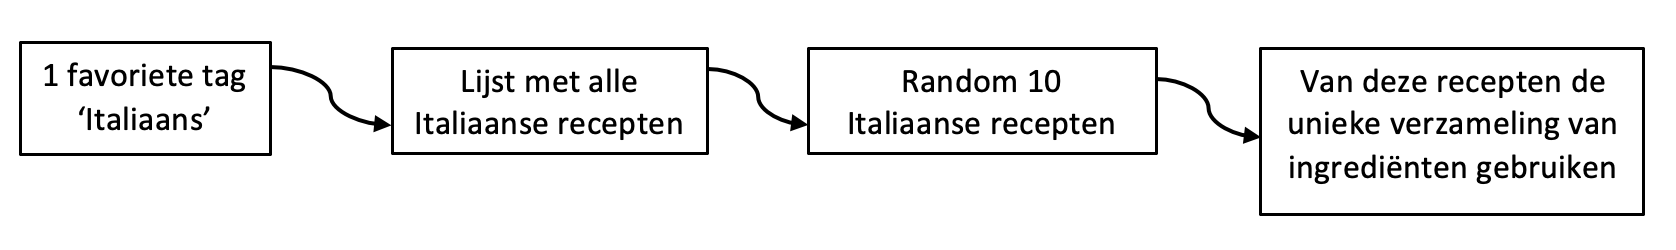 1 favoriete tag
‘Italiaans’
Lijst met alle
Italiaanse recepten
Random 10
Italiaanse recepten
Van deze recepten de
unieke verzameling van
ingrediënten gebruiken